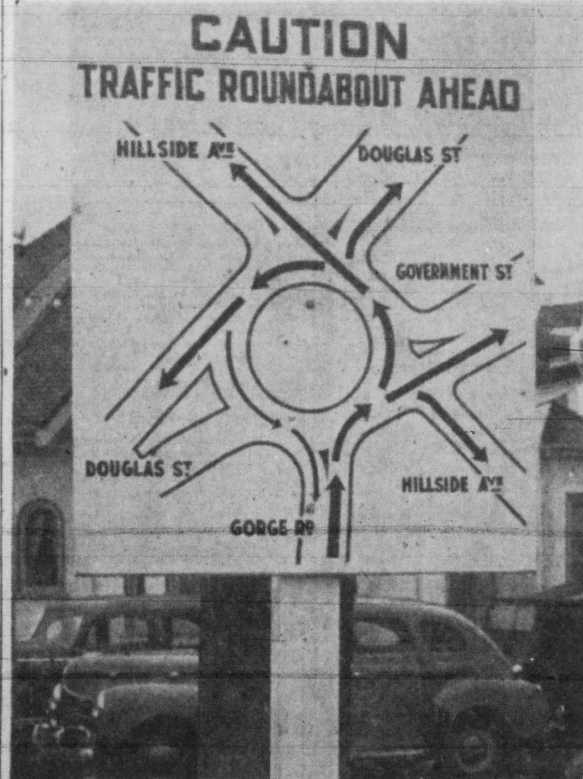 CAUTION
TRAFFIC ROUNDABOUT AHEAD
HILLSIDE AVE
DOUGLAS ST
GOVERNMENT ST
DOUGLAS ST
HILLSIDE AVE
GORGE RD